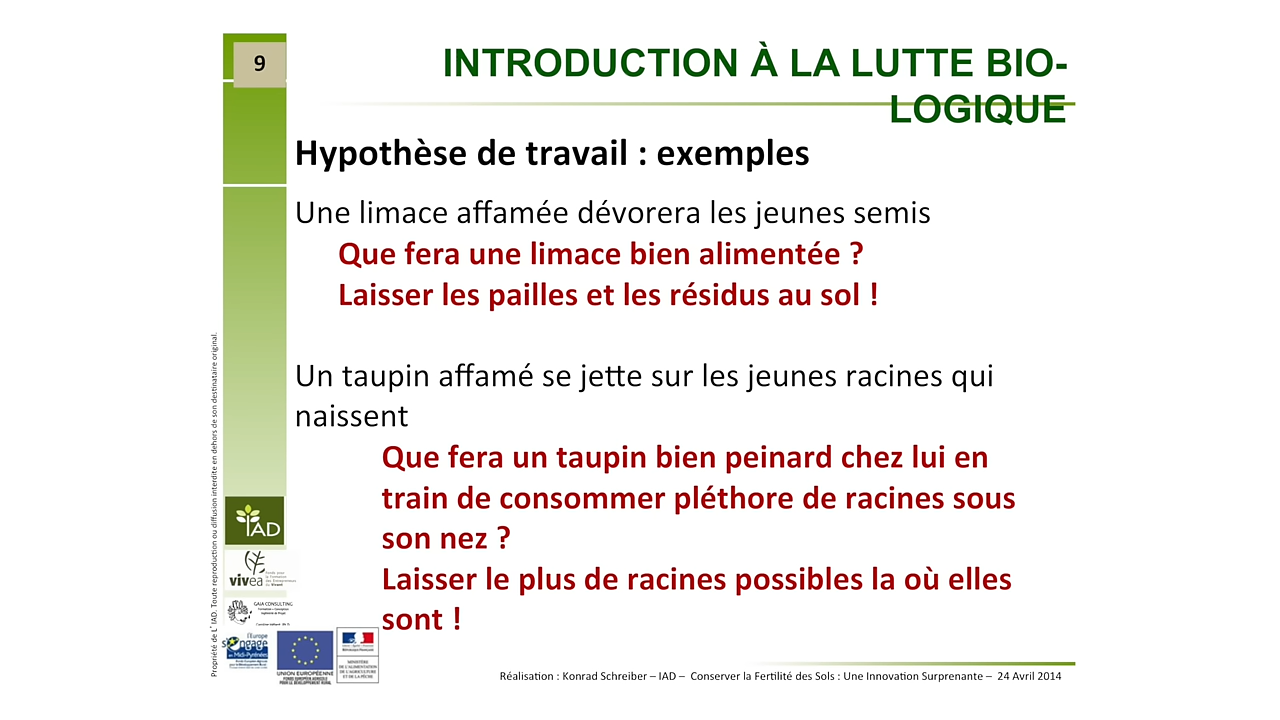 9
INTRODUCTION À LA LUTTE BIO-
LOGIQUE
Hypothèse de travail : exemples
Une limace affamée dévorera les jeunes semis
Que fera une limace bien alimentée ?
Laisser les pailles et les résidus au sol !
Un taupin affamé se jette sur les jeunes racines qui
naissent
Que fera un taupin bien peinard chez lui en
train de consommer pléthore de racines sous
son nez ?
Laisser le plus de racines possibles la où elles
sont !
Propriété de L' IAD. Toute reproduction ou diffusion interdite en dehors de son destinataire original.
IAD
vivea
GAIA CONSULTING
l'Europe
s'engage
en Midi-Pyrénées
UNION EUROPÉENNE
Réalisation : Konrad Schreiber – IAD – Conserver la Fertilité des Sols : Une Innovation Surprenante – 24 Avril 2014